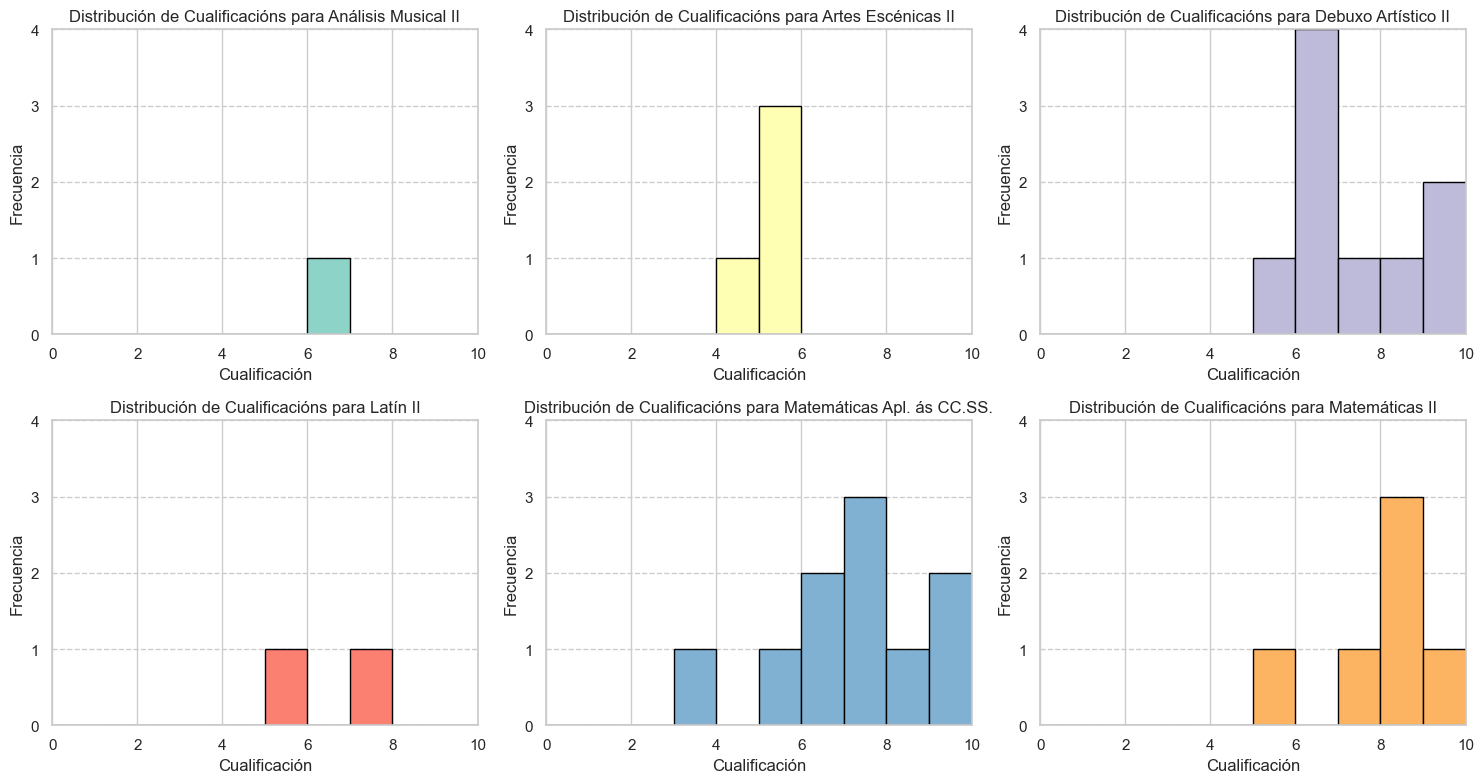 Distribución de Cualificacións para Análisis Musical II
4
3
2
1
0
Frecuencia
0 2 4 6 8 10
Cualificación
Distribución de Cualificacións para Artes Escénicas II
4
3
2
1
0
Frecuencia
0 2 4 6 8 10
Cualificación
Distribución de Cualificacións para Debuxo Artístico II
4
3
2
1
0
Frecuencia
0 2 4 6 8 10
Cualificación
Distribución de Cualificacións para Latín II
4
3
2
1
0
Frecuencia
0 2 4 6 8 10
Cualificación
Distribución de Cualificacións para Matemáticas Apl. ás CC.SS.
4
3
2
1
0
Frecuencia
0 2 4 6 8 10
Cualificación
Distribución de Cualificacións para Matemáticas II
4
3
2
1
0
Frecuencia
0 2 4 6 8 10
Cualificación